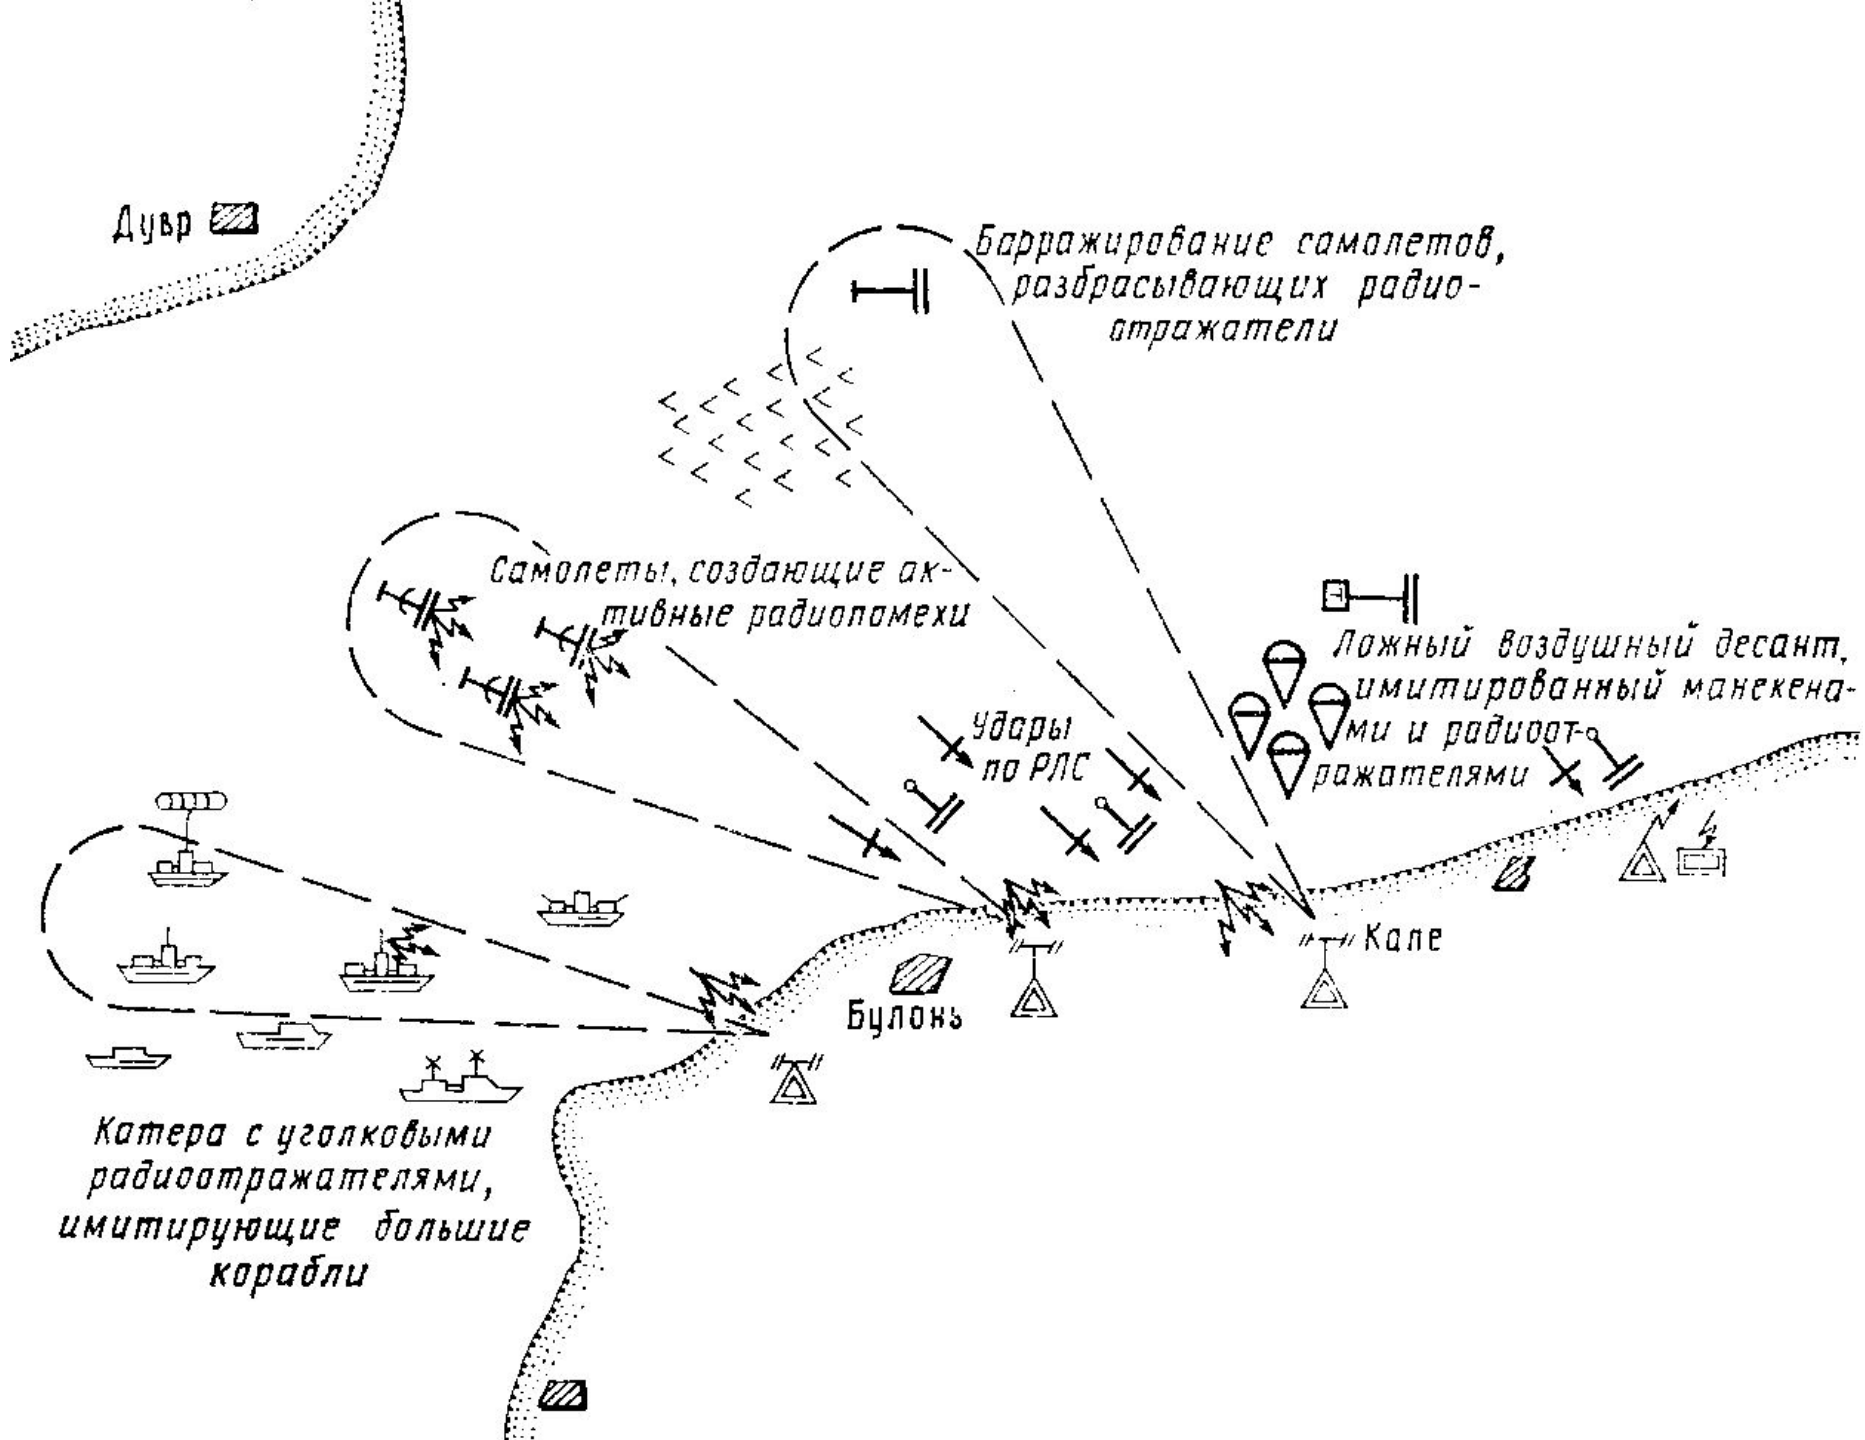 Дувр
Барражирование самолетов,
разбрасывающих радио-
отражатели
Самолеты, создающие ак-
тивные радиопомехи
Ложный воздушный десант,
имитированный манекена-
ми и радиоот-
ражателями
Удары
по РЛС
Кале
Булонь
Катера с уголковыми
радиоотражателями,
имитирующие большие
корабли